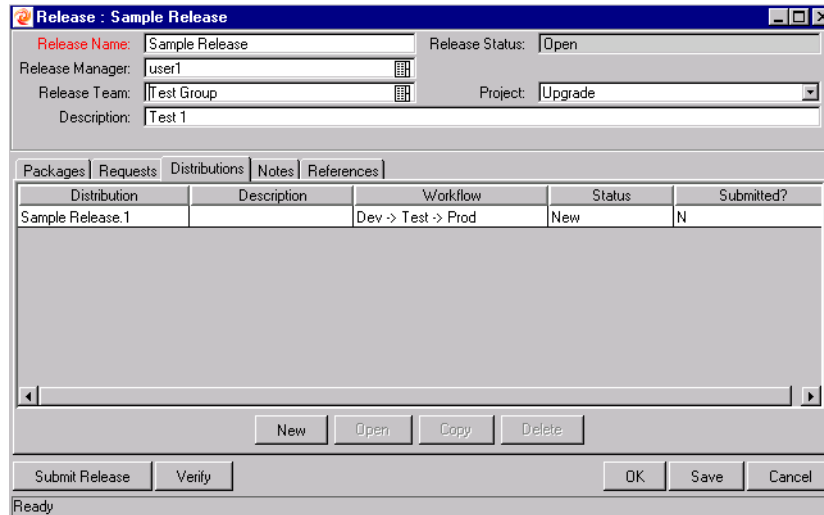 Release : Sample Release
Release Name: Sample Release Release Status: Open
Release Manager: user1
Release Team: Test Group Project: Upgrade
Description: Test 1
Packages Requests Distributions Notes References
Distribution Description Workflow Status Submitted?
Sample Release.1 Dev -> Test -> Prod New N
New Open Copy Delete
Submit Release Verify OK Save Cancel
Ready